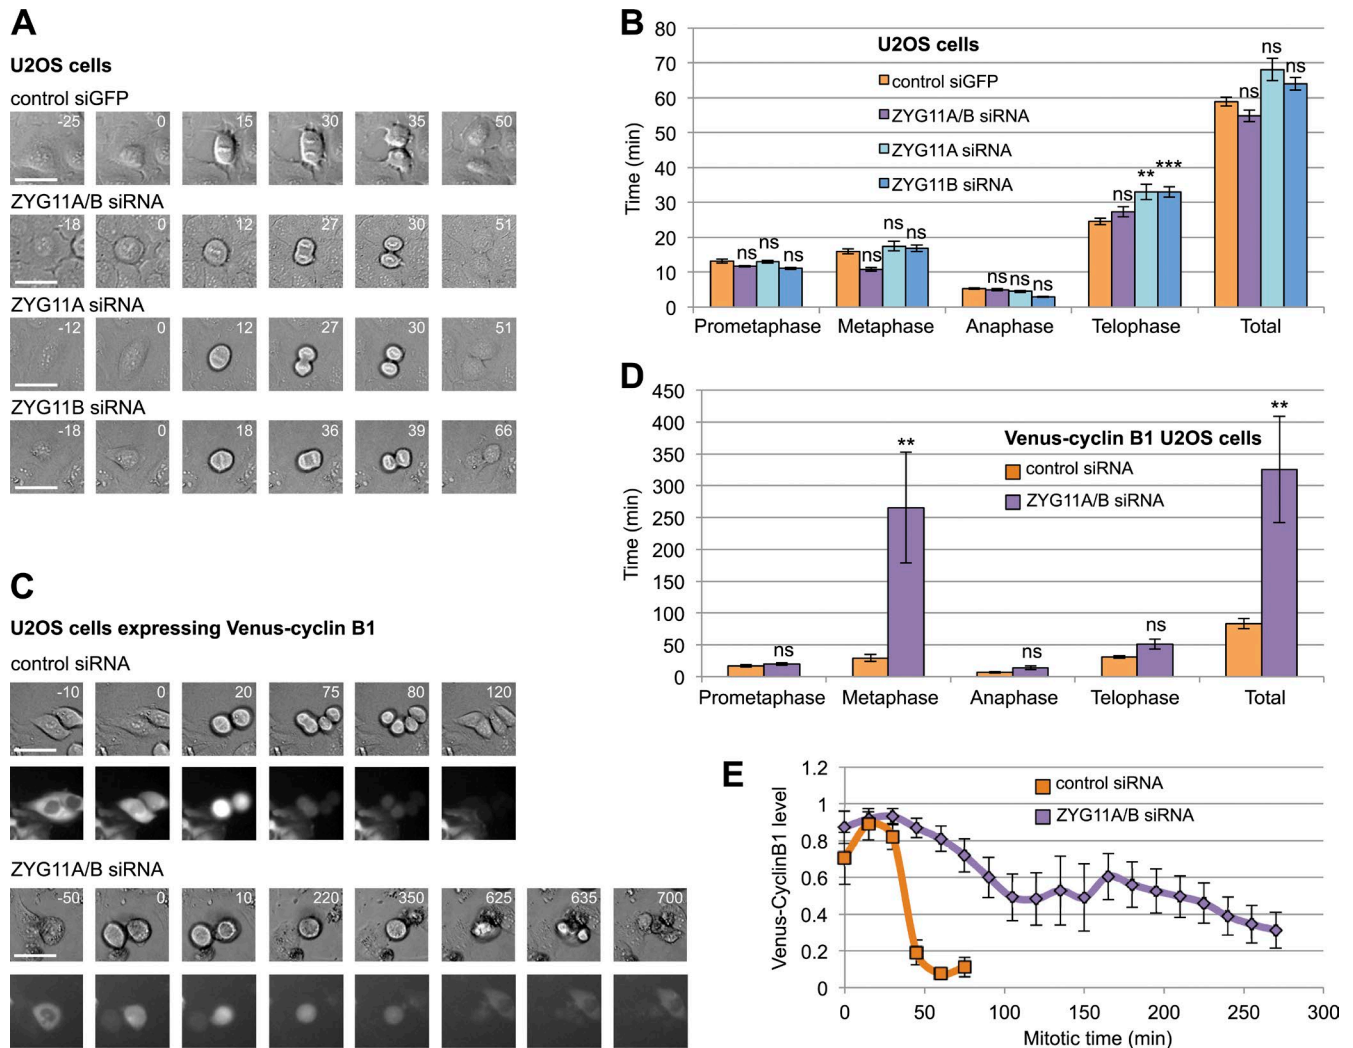 A
U2OS cells
control siGFP
-25 0 15 30 35 50
ZYG11A/B siRNA
-18 0 12 27 30 51
ZYG11A siRNA
-12 0 12 27 30 51
ZYG11B siRNA
-18 0 18 36 39 66
B
U2OS cells
control siGFP
ZYG11A/B siRNA
ZYG11A siRNA
ZYG11B siRNA
Time (min)
80
70
60
50
40
30
20
10
0
ns ns ns
ns ns ns
ns ns ns
ns ** ***
ns ns ns
Prometaphase Metaphase Anaphase Telophase Total
C
U2OS cells expressing Venus-cyclin B1
control siRNA
-10 0 20 75 80 120
ZYG11A/B siRNA
-50 0 10 220 350 625 635 700
D
Venus-cyclin B1 U2OS cells
control siRNA
ZYG11A/B siRNA
Time (min)
450
400
350
300
250
200
150
100
50
0
ns ** ns ns **
Prometaphase Metaphase Anaphase Telophase Total
E
control siRNA
ZYG11A/B siRNA
Venus-CyclinB1 level
1.2
1
0.8
0.6
0.4
0.2
0
0 50 100 150 200 250 300
Mitotic time (min)